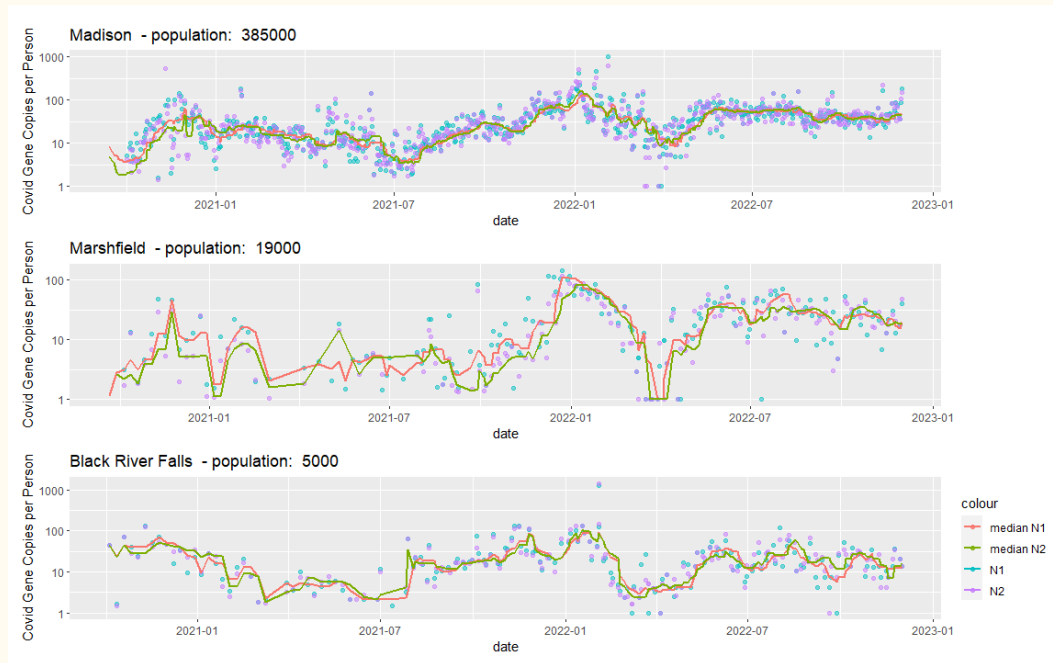 Madison - population: 385000
Covid Gene Copies per Person
1000
100
10
1
2021-01 2021-07 2022-01 2022-07 2023-01
date
Marshfield - population: 19000
Covid Gene Copies per Person
100
10
1
2021-01 2021-07 2022-01 2022-07 2023-01
date
Black River Falls - population: 5000
Covid Gene Copies per Person
1000
100
10
1
2021-01 2021-07 2022-01 2022-07 2023-01
date
colour
median N1
median N2
N1
N2